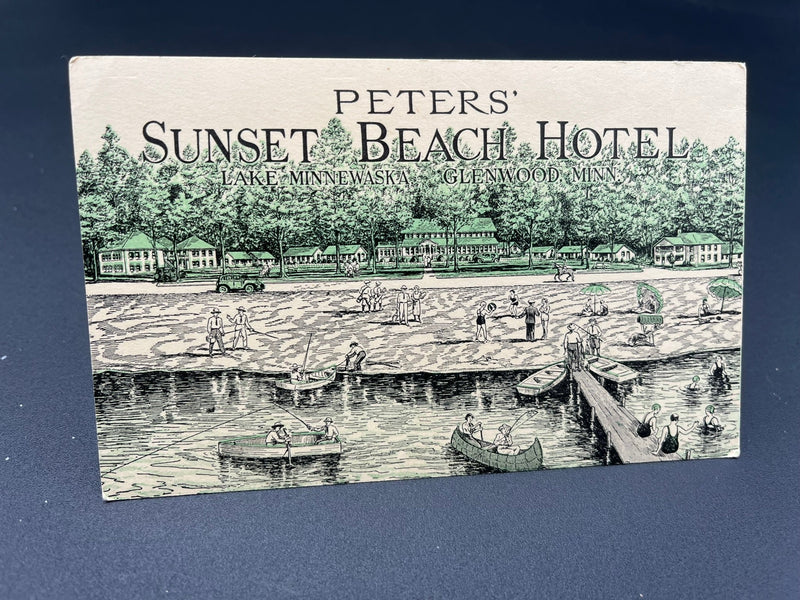 PETERS'
SUNSET BEACH HOTEL
LAKE MINNEWASKA GLENWOOD MINN.